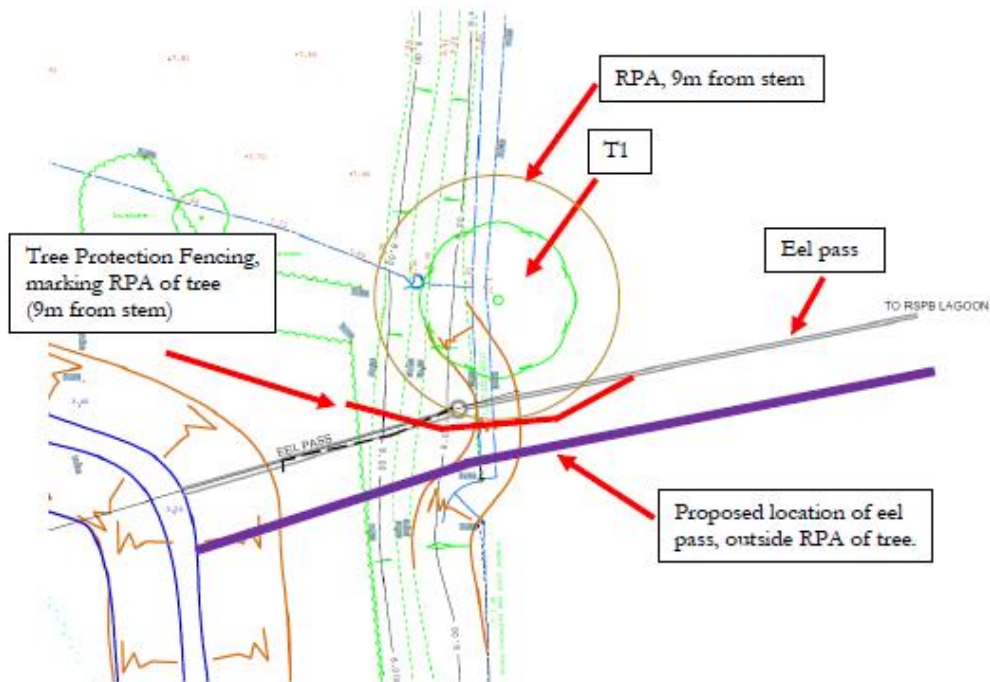 RPA, 9m from stem
T1
Eel pass
Tree Protection Fencing,
marking RPA of tree
(9m from stem)
TO RSPB LAGOON
EEL PASS
Proposed location of eel
pass, outside RPA of tree.